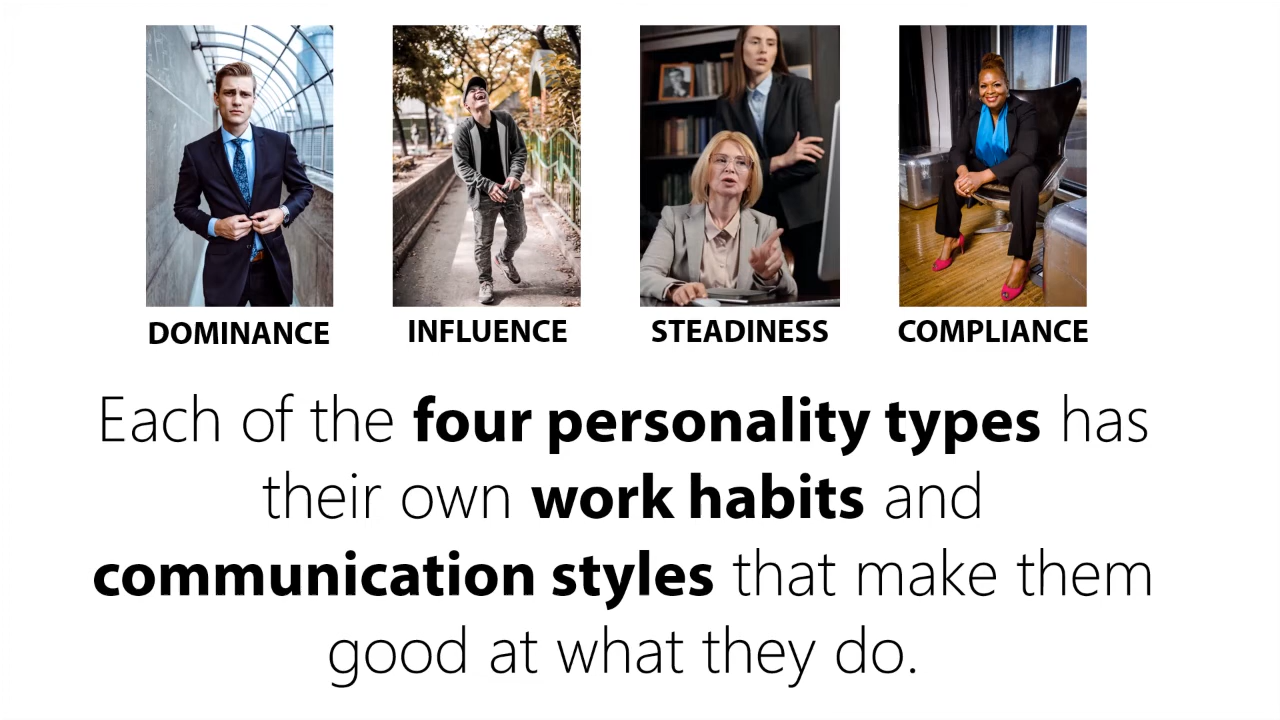 DOMINANCE INFLUENCE STEADINESS COMPLIANCE
Each of the four personality types has
their own work habits and
communication styles that make them
good at what they do.